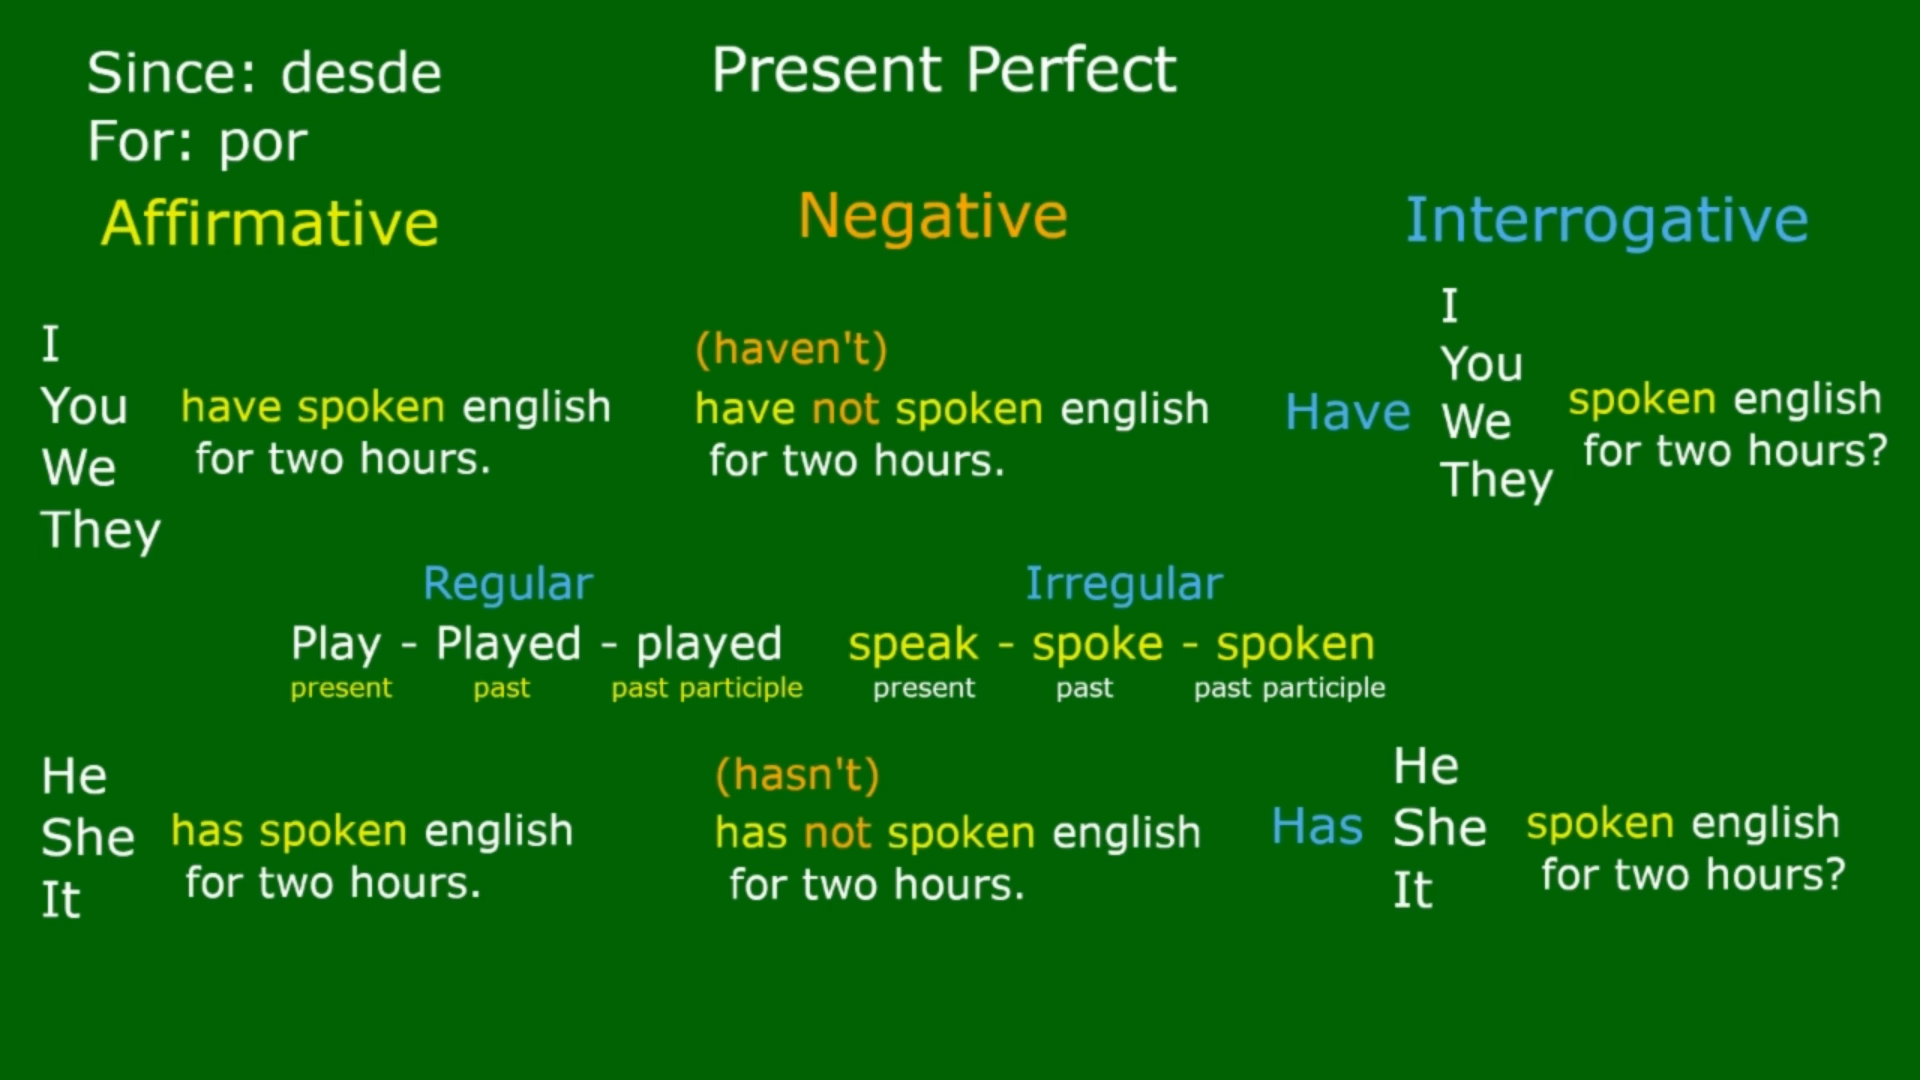 Since: desde
For: por
Present Perfect
Affirmative
Negative
Interrogative
I
You
We
They
have spoken english
for two hours.
(haven't)
have not spoken english
for two hours.
Have
I
You
We
They
spoken english
for two hours?
Regular
Play - Played - played
present past past participle
Irregular
speak - spoke - spoken
present past past participle
He
She
It
has spoken english
for two hours.
(hasn't)
has not spoken english
for two hours.
Has
He
She
It
spoken english
for two hours?